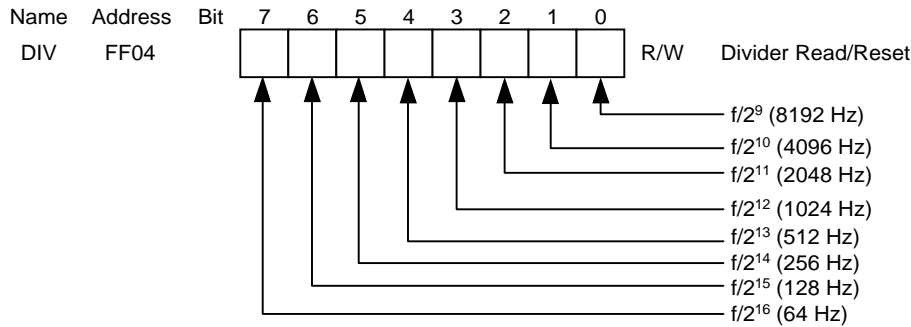 Name Address Bit 7 6 5 4 3 2 1 0
DIV FF04 R/W Divider Read/Reset
f/2⁹ (8192 Hz)
f/2¹⁰ (4096 Hz)
f/2¹¹ (2048 Hz)
f/2¹² (1024 Hz)
f/2¹³ (512 Hz)
f/2¹⁴ (256 Hz)
f/2¹⁵ (128 Hz)
f/2¹⁶ (64 Hz)